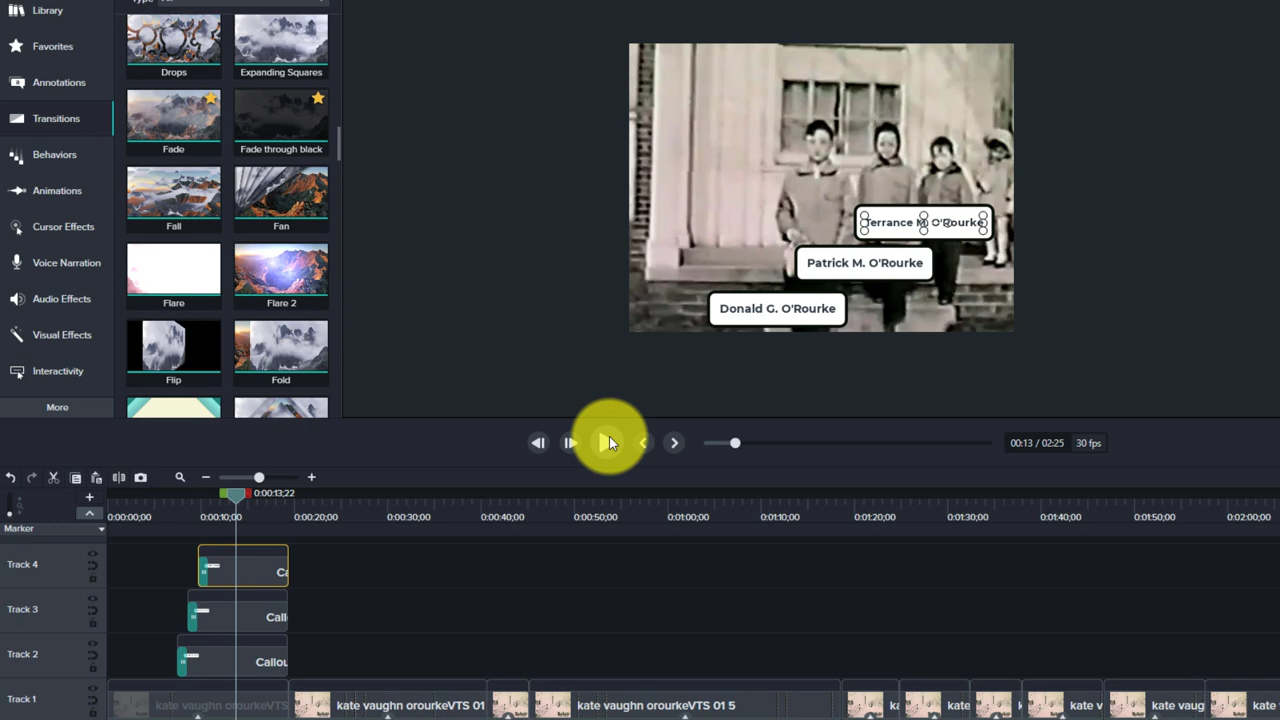 Library
Favorites
Annotations
Transitions
Behaviors
Animations
Cursor Effects
Voice Narration
Audio Effects
Visual Effects
Interactivity
More
Drops
Expanding Squares
Fade
Fade through black
Fall
Fan
Flare
Flare 2
Flip
Fold
Terrance M. O'Rourke
Patrick M. O'Rourke
Donald G. O'Rourke
00:13 / 02:25 30 fps
0:00:13;22
0:00:00;00 0:00:10;00 0:00:20;00 0:00:30;00 0:00:40;00 0:00:50;00 0:01:00;00 0:01:10;00 0:01:20;00 0:01:30;00 0:01:40;00 0:01:50;00 0:02:00;00
Marker
Track 4
Ca
Track 3
Call
Track 2
Callou
Track 1
kate vaughn orourkeVTS kate vaughn orourkeVTS 01 kate vaughn orourkeVTS 01 5 ka kate v k kate v kate vaug kate